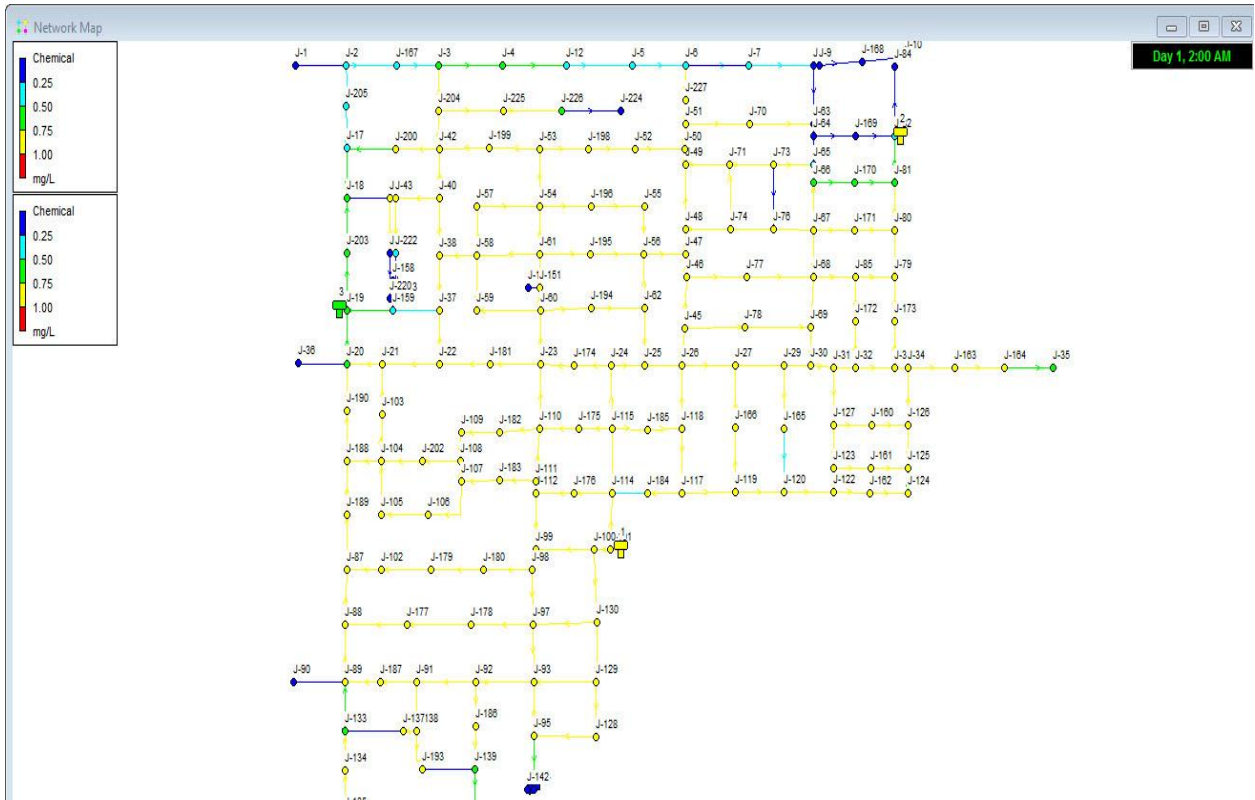 Network Map
Chemical
0.25
0.50
0.75
1.00
mg/L
Chemical
0.25
0.50
0.75
1.00
mg/L
Day 1, 2:00 AM
J-1 J-2 J-167 J-3 J-4 J-12 J-5 J-6 J-7 J-9 J-168 J-10
J-84
J-205 J-204 J-225 J-226 J-224 J-227
J-51 J-70 J-63
J-64 J-169 2
J-17 J-200 J-42 J-199 J-53 J-198 J-52 J-50
J-49 J-71 J-73 J-65
J-66 J-170 J-81
J-18 J-43 J-40 J-57 J-54 J-196 J-55
J-48 J-74 J-76 J-67 J-171 J-80
J-203 J-222 J-38 J-58 J-61 J-195 J-56 J-47
J-158 J-151 J-46 J-77 J-68 J-85 J-79
3 J-19 J-159 J-37 J-59 J-60 J-194 J-62
J-45 J-78 J-69 J-172 J-173
J-36 J-20 J-21 J-22 J-181 J-23 J-174 J-24 J-25 J-26 J-27 J-29 J-30 J-31 J-32 J-34 J-163 J-164 J-35
J-190 J-103 J-109 J-182 J-110 J-175 J-115 J-185 J-118 J-166 J-165 J-127 J-160 J-126
J-188 J-104 J-202 J-108
J-107 J-183 J-111
J-112 J-176 J-114 J-184 J-117 J-119 J-120 J-123 J-161 J-125
J-122 J-162 J-124
J-189 J-105 J-106
J-99 J-100 1
J-87 J-102 J-179 J-180 J-98
J-88 J-177 J-178 J-97 J-130
J-90 J-89 J-187 J-91 J-92 J-93 J-129
J-133 J-137 138 J-186 J-95 J-128
J-134 J-193 J-139 J-142